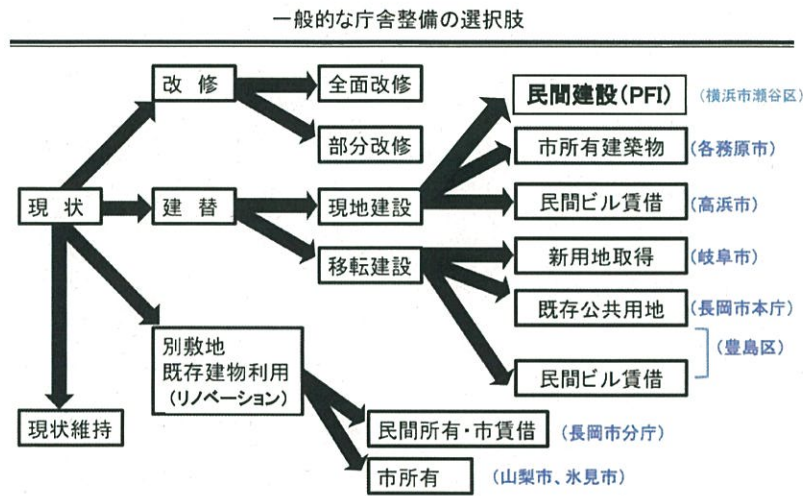 一般的な庁舎整備の選択肢
改 修
全面改修
部分改修
民間建設(PFI)
(横浜市瀬谷区)
市所有建築物
(各務原市)
現 状
建 替
現地建設
民間ビル賃借
(高浜市)
移転建設
新用地取得
(岐阜市)
既存公共用地
(長岡市本庁)
(豊島区)
民間ビル賃借
別敷地
既存建物利用
(リノベーション)
現状維持
民間所有・市賃借
(長岡市分庁)
市所有
(山梨市、氷見市)